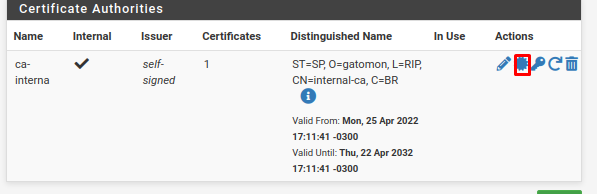 Certificate Authorities
Name Internal Issuer Certificates Distinguished Name In Use Actions
ca-interna self-signed 1 ST=SP, O=gatomon, L=RIP,
CN=internal-ca, C=BR
Valid From: Mon, 25 Apr 2022
17:11:41 -0300
Valid Until: Thu, 22 Apr 2032
17:11:41 -0300